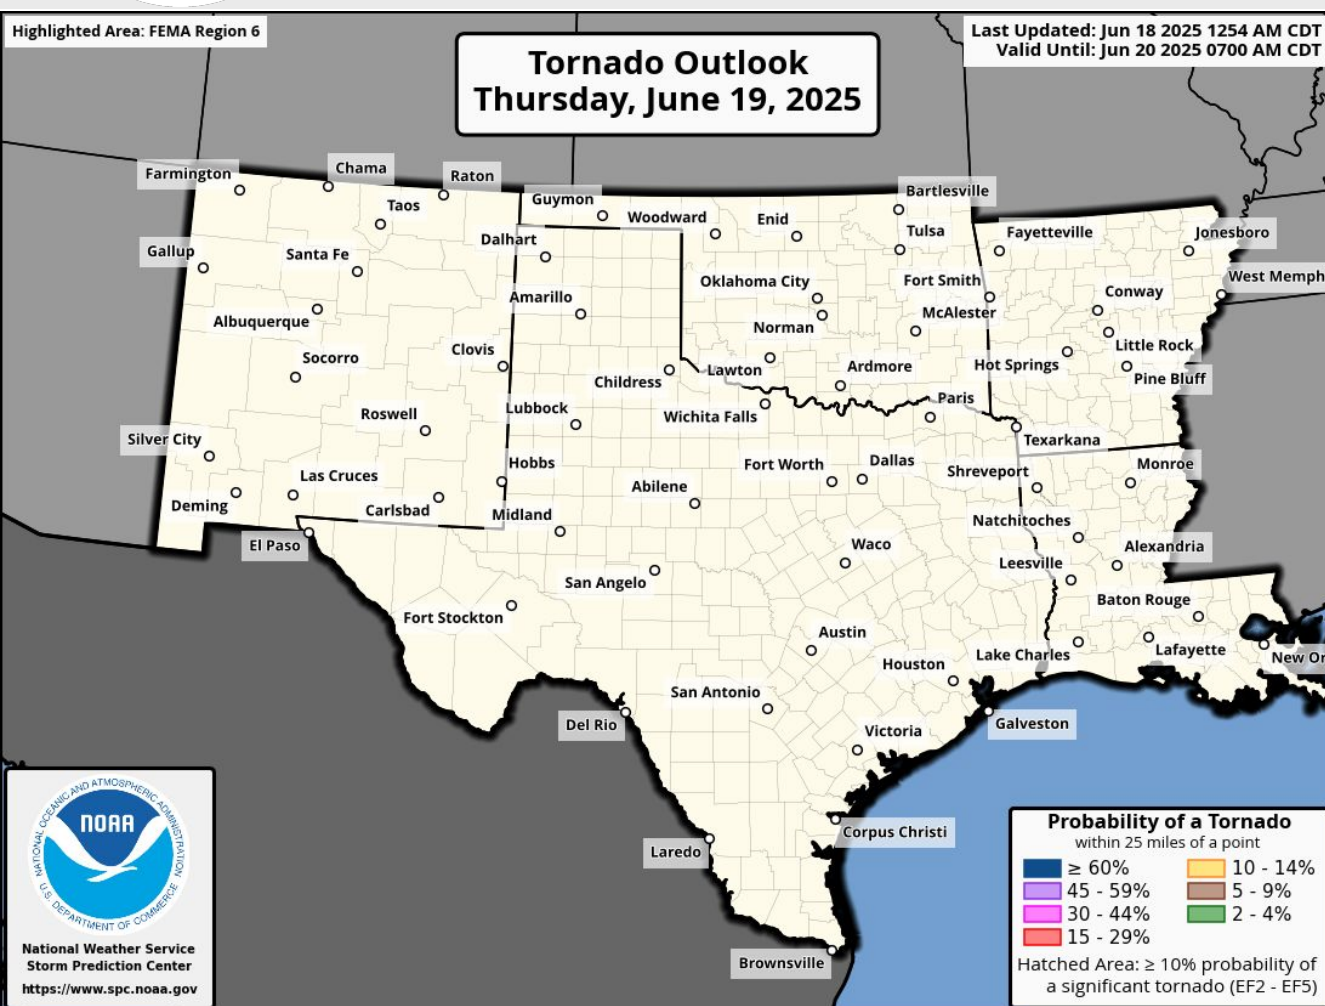 Highlighted Area: FEMA Region 6
Last Updated: Jun 18 2025 1254 AM CDT
Valid Until: Jun 20 2025 0700 AM CDT
Tornado Outlook
Thursday, June 19, 2025
Farmington
Chama
Raton
Taos
Guymon
Woodward
Enid
Bartlesville
Tulsa
Fayetteville
Jonesboro
Gallup
Santa Fe
Dalhart
Oklahoma City
Fort Smith
West Memph
Amarillo
Conway
Albuquerque
Norman
McAlester
Little Rock
Socorro
Clovis
Childress
Lawton
Ardmore
Hot Springs
Pine Bluff
Roswell
Lubbock
Wichita Falls
Paris
Silver City
Texarkana
Las Cruces
Hobbs
Fort Worth
Dallas
Shreveport
Monroe
Deming
Carlsbad
Abilene
Midland
Natchitoches
El Paso
Waco
Alexandria
San Angelo
Leesville
Fort Stockton
Baton Rouge
Austin
Houston
Lake Charles
Lafayette
New Or
San Antonio
Del Rio
Victoria
Galveston
Laredo
Corpus Christi
Brownsville
NATIONAL OCEANIC AND ATMOSPHERIC ADMINISTRATION
NOAA
U.S. DEPARTMENT OF COMMERCE
National Weather Service
Storm Prediction Center
https://www.spc.noaa.gov
Probability of a Tornado
within 25 miles of a point
≥ 60%
10 - 14%
45 - 59%
5 - 9%
30 - 44%
2 - 4%
15 - 29%
Hatched Area: ≥ 10% probability of
a significant tornado (EF2 - EF5)